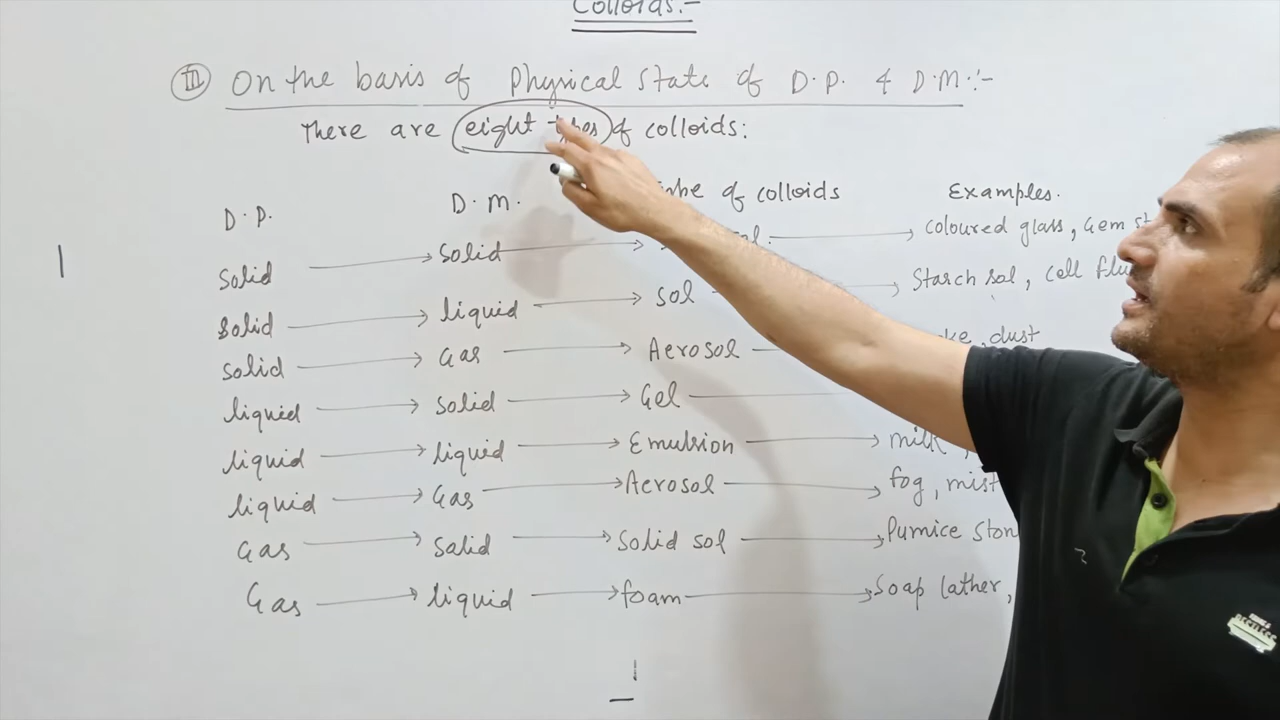 Colloids:-
III On the basis of Physical State of D.P. & D.M.:-
There are eight types of colloids:
D.P. D.M. of colloids Examples.
Solid → Solid → → Coloured glass, Gem
Solid → liquid → Sol → Starch sol, Cell
Solid → Gas → Aerosol dust
liquid → Solid → Gel
liquid → liquid → Emulsion → milk
liquid → Gas → Aerosol → fog, mist
Gas → Salid → Solid sol → Pumice
Gas → liquid → foam → Soap lather,